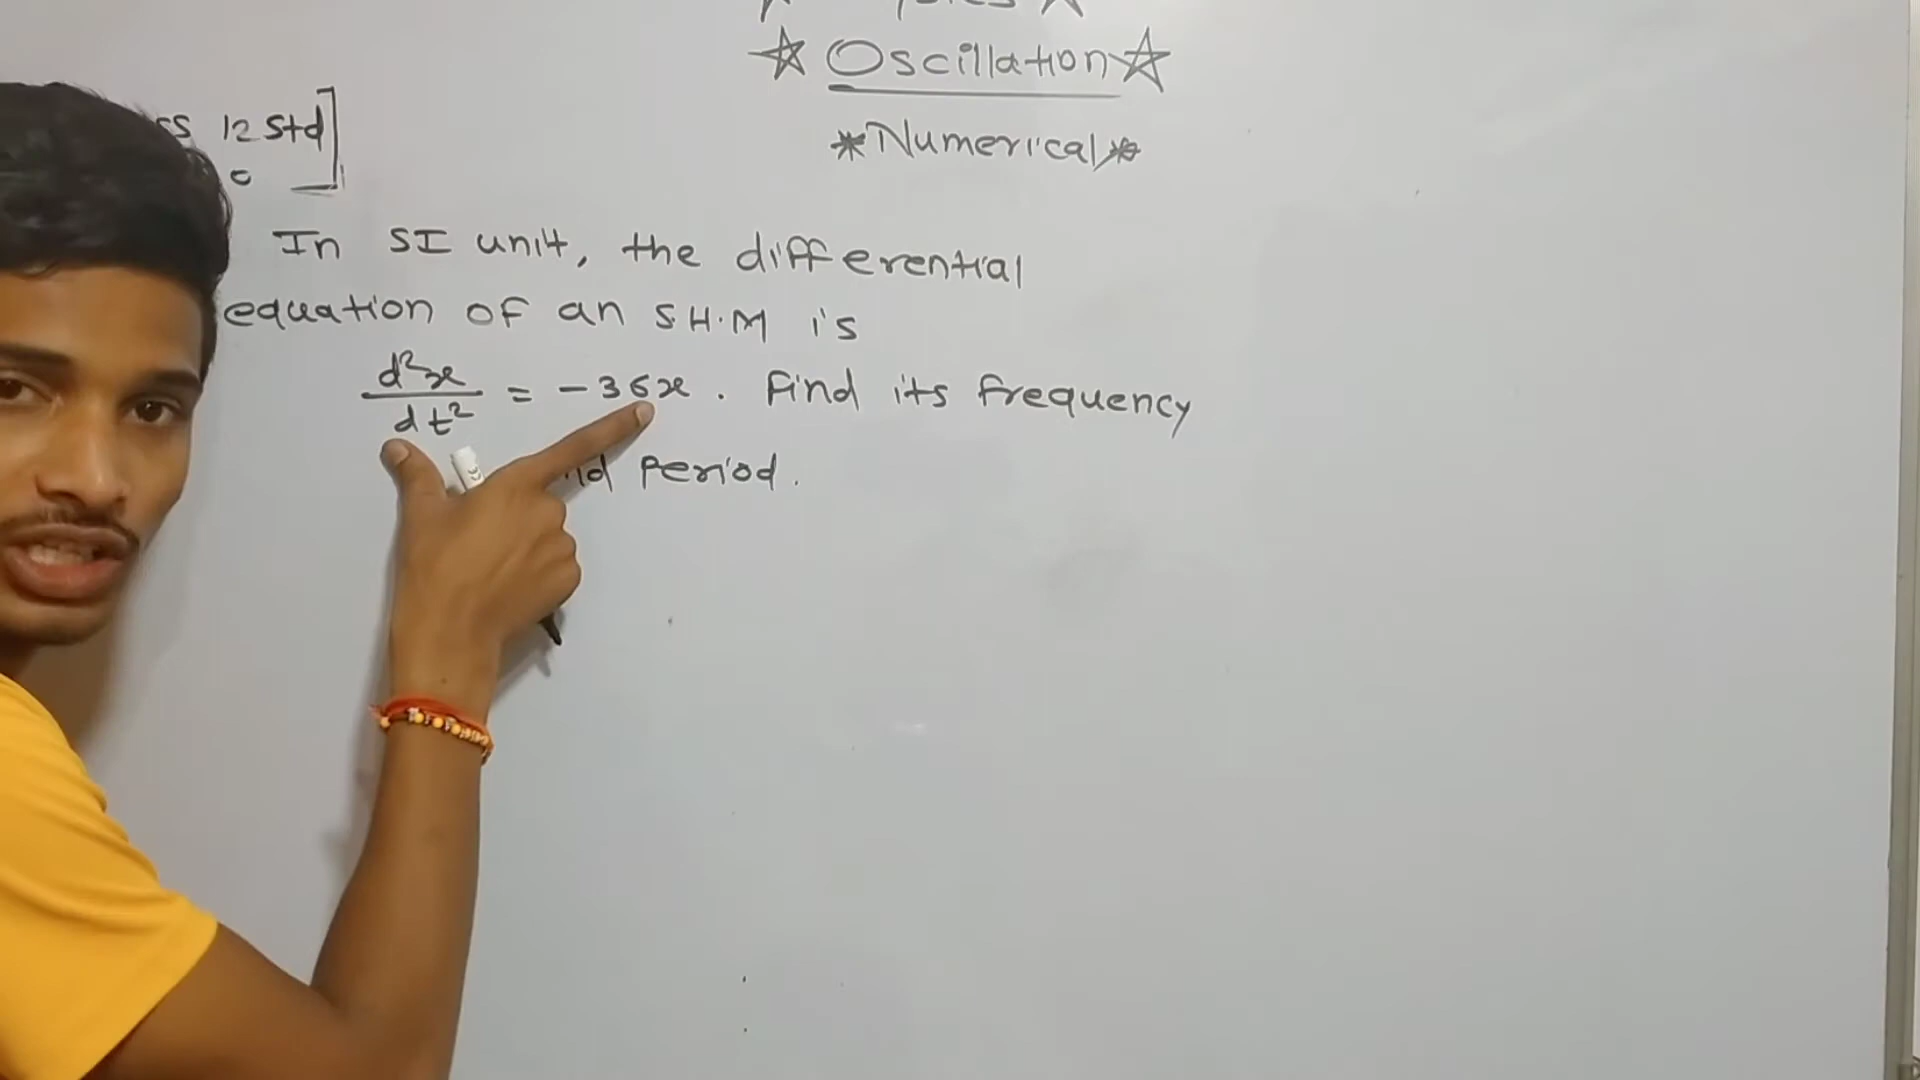 ☆ Oscillation ☆
*Numerical*
12 Std]
In SI unit, the differential
equation of an S.H.M is
d²x/dt² = -36x. Find its frequency
Period.